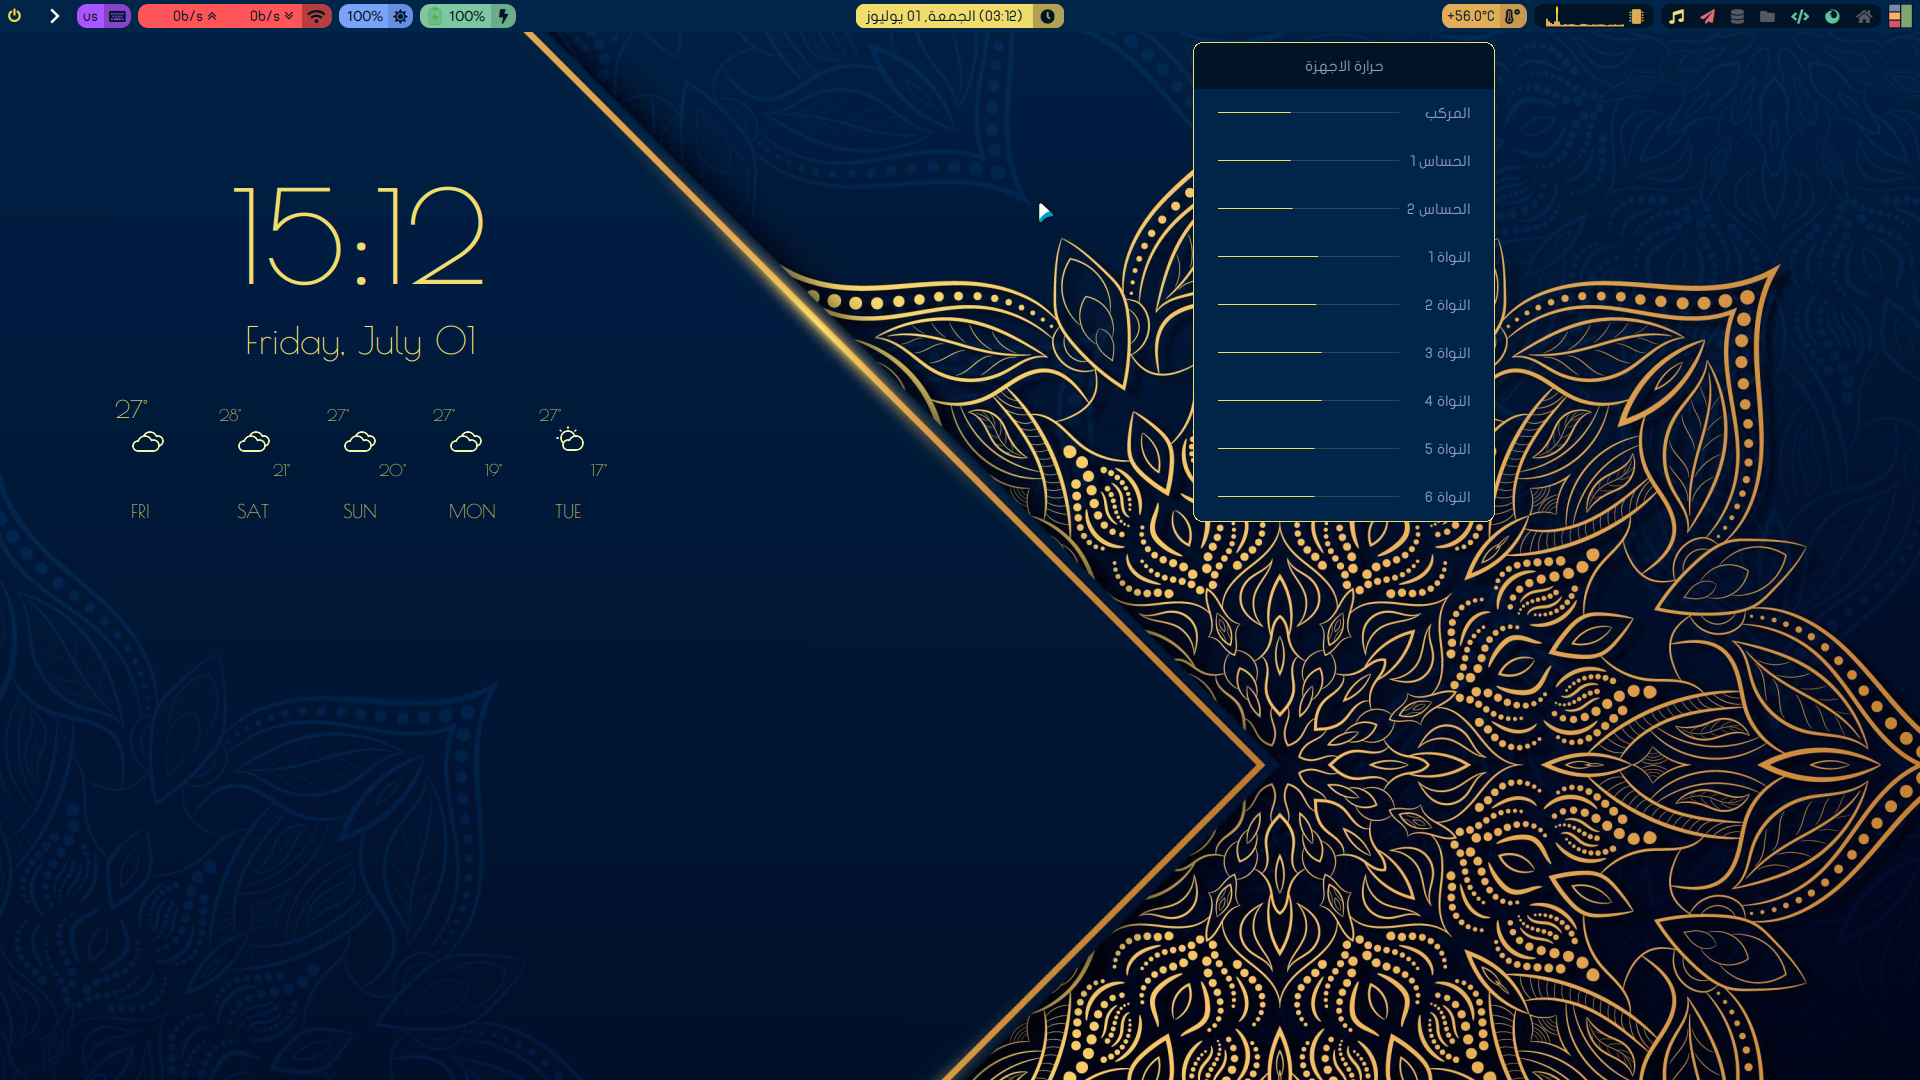 us
0b/s 0b/s
100%
100%
الجمعة, 01 يوليوز (03:12)
+56.0°C
حرارة الاجهزة
المركب
الحساس 1
الحساس 2
النواة 1
النواة 2
النواة 3
النواة 4
النواة 5
النواة 6
15:12
Friday, July 01
27° 28° 27° 27° 27°
21° 20° 19° 17°
FRI SAT SUN MON TUE